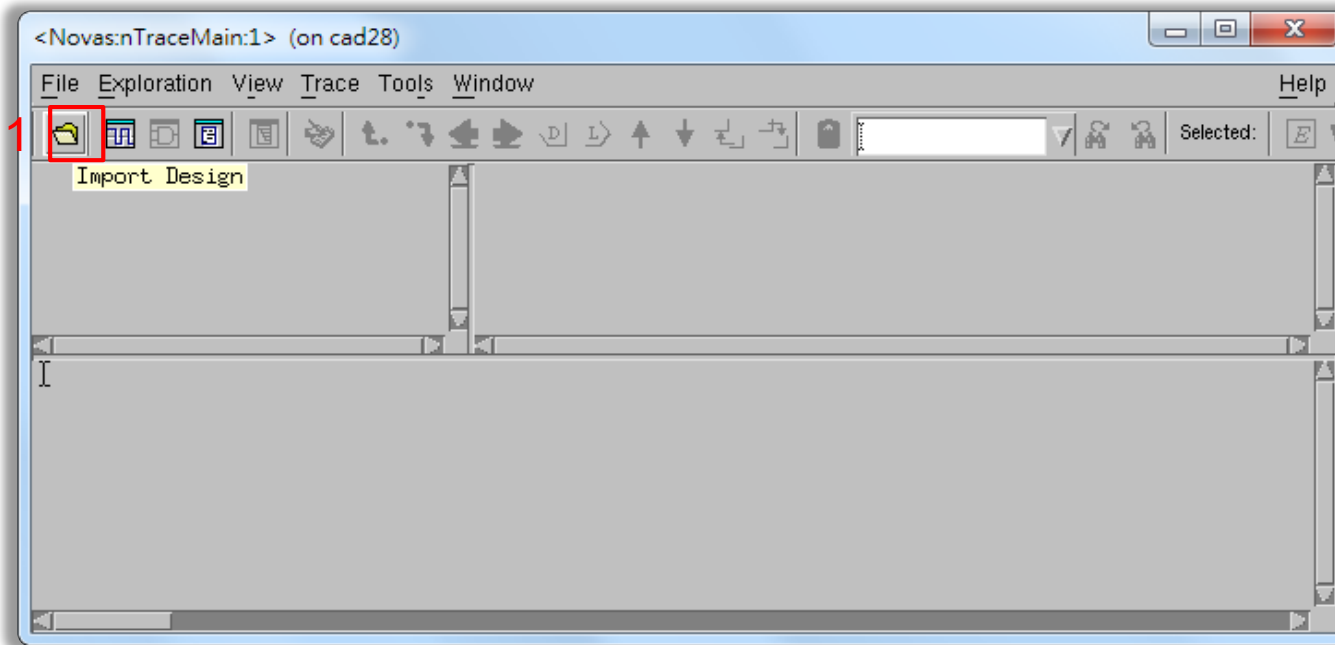 <Novas:nTraceMain:1> (on cad28)
File Exploration View Trace Tools Window Help
1 Selected:
Import Design